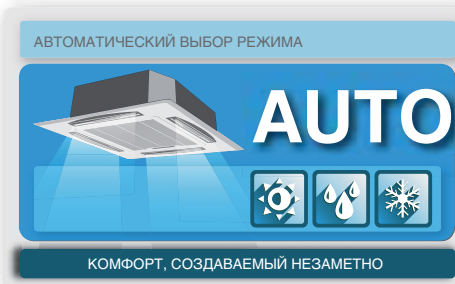 АВТОМАТИЧЕСКИЙ ВЫБОР РЕЖИМА
AUTO
КОМФОРТ, СОЗДАВАЕМЫЙ НЕЗАМЕТНО